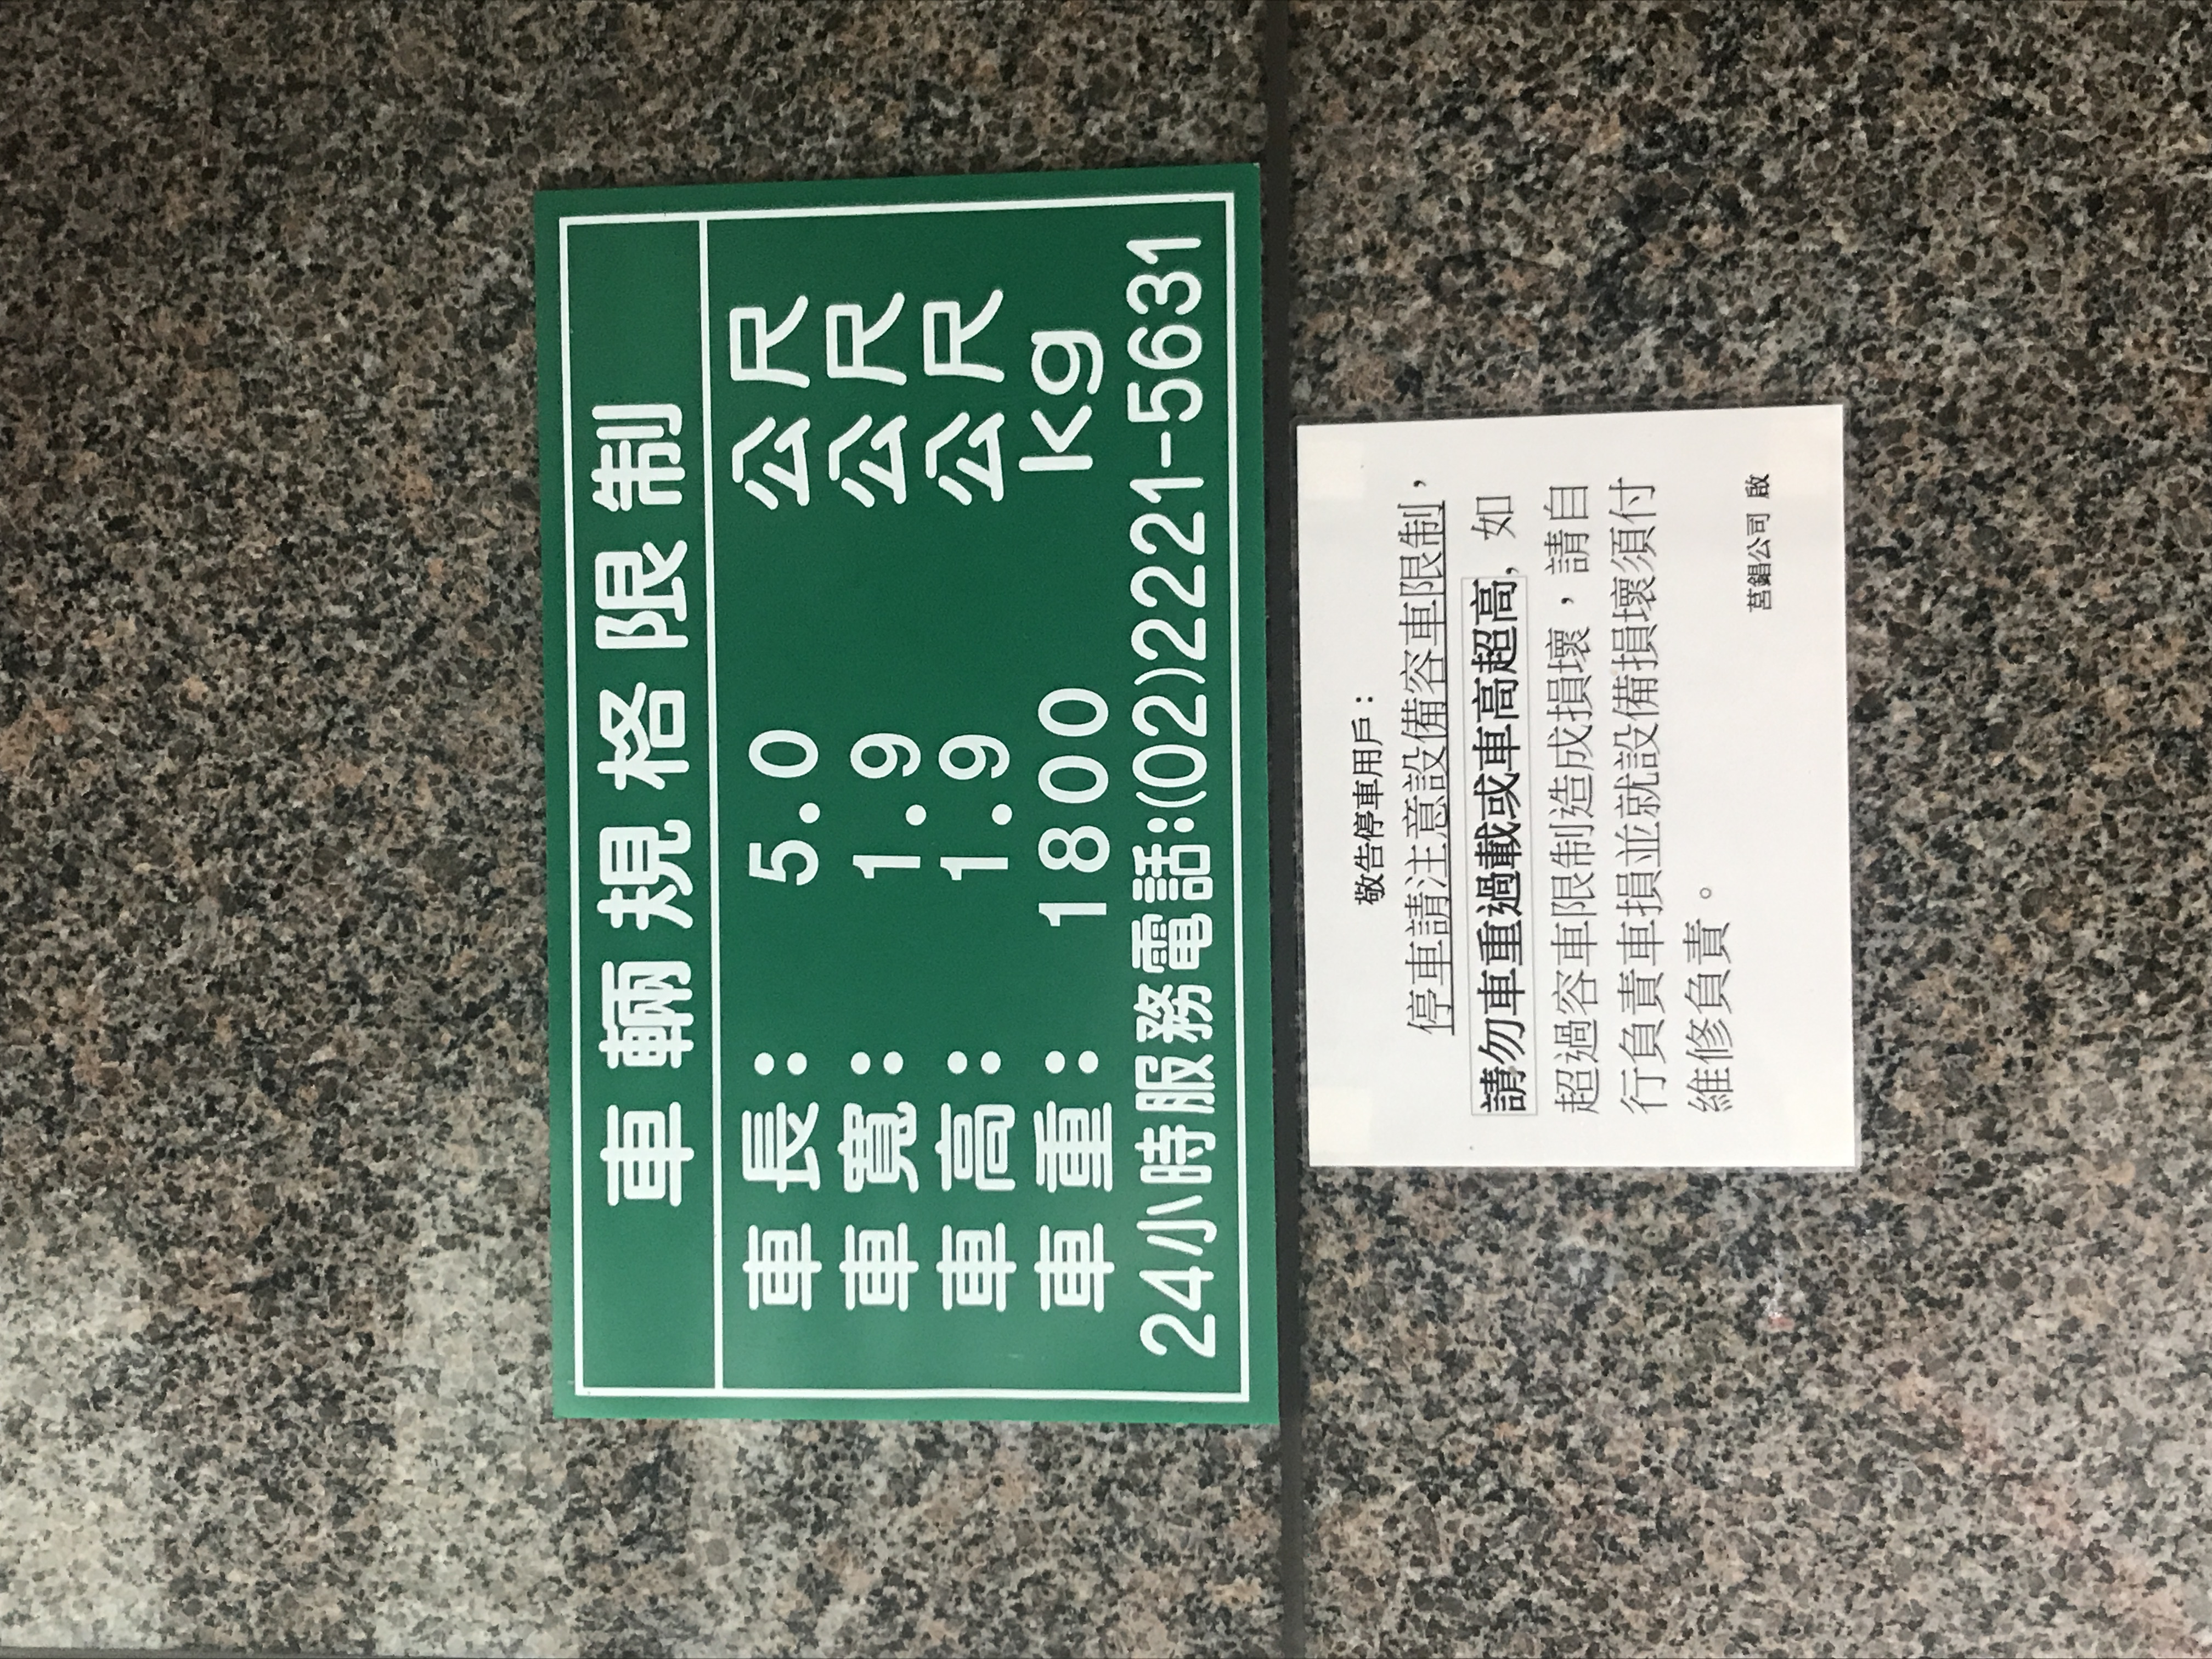 車輛規格限制
車長： 5.0 公尺
車寬： 1.9 公尺
車高： 1.9 公尺
車重： 1800 kg
24小時服務電話:(02)2221-5631
敬告停車用戶：
停車請注意設備容車限制，
請勿車重過載或車高超高，如
超過容車限制造成損壞，請自
行負責車損並就設備損壞須付
維修負責。
莒錩公司 啟